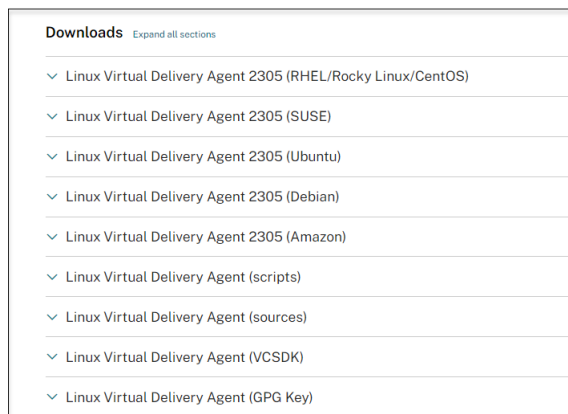 Downloads Expand all sections
Linux Virtual Delivery Agent 2305 (RHEL/Rocky Linux/CentOS)
Linux Virtual Delivery Agent 2305 (SUSE)
Linux Virtual Delivery Agent 2305 (Ubuntu)
Linux Virtual Delivery Agent 2305 (Debian)
Linux Virtual Delivery Agent 2305 (Amazon)
Linux Virtual Delivery Agent (scripts)
Linux Virtual Delivery Agent (sources)
Linux Virtual Delivery Agent (VCSDK)
Linux Virtual Delivery Agent (GPG Key)